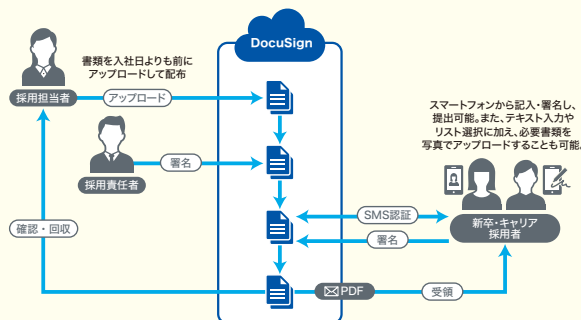 DocuSign
書類を入社日よりも前に
アップロードして配布
採用担当者
アップロード
スマートフォンから記入・署名し、
提出可能。また、テキスト入力や
リスト選択に加え、必要書類を
写真でアップロードすることも可能。
採用責任者
署名
SMS認証
新卒・キャリア
採用者
署名
確認・回収
PDF
受領